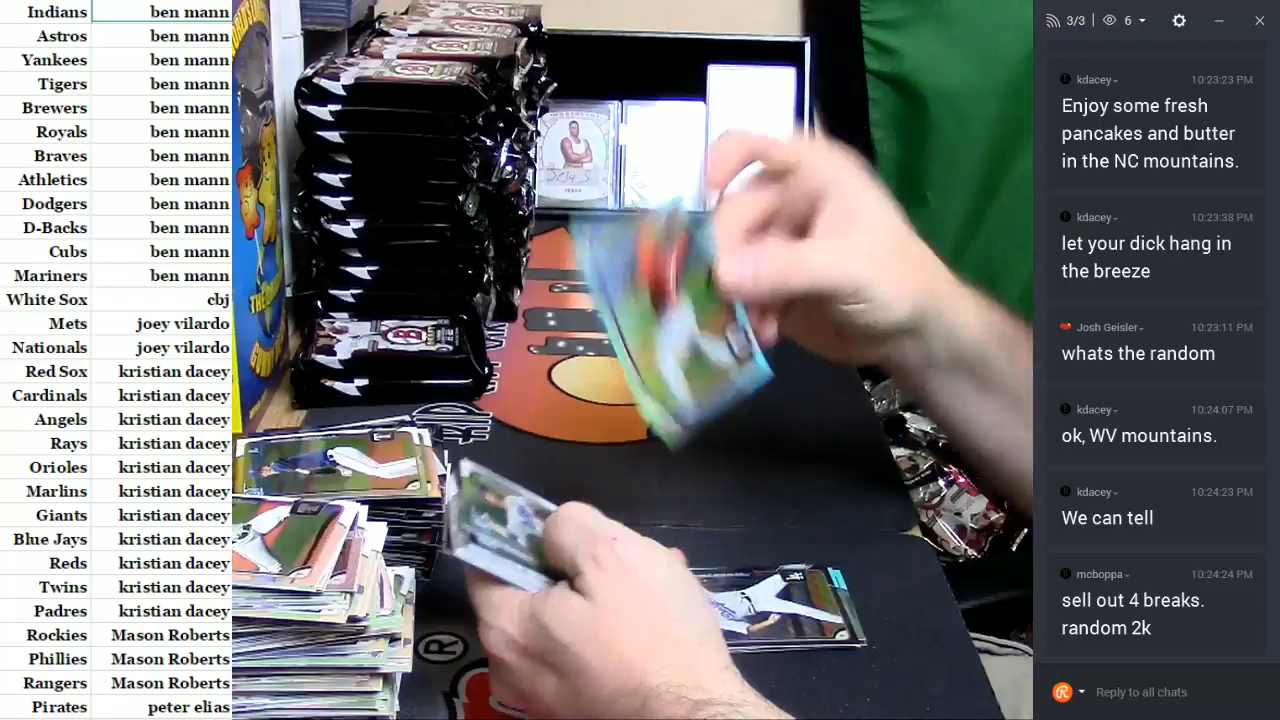 Indians ben mann
Astros ben mann
Yankees ben mann
Tigers ben mann
Brewers ben mann
Royals ben mann
Braves ben mann
Athletics ben mann
Dodgers ben mann
D-Backs ben mann
Cubs ben mann
Mariners ben mann
White Sox cbj
Mets joey vilardo
Nationals joey vilardo
Red Sox kristian dacey
Cardinals kristian dacey
Angels kristian dacey
Rays kristian dacey
Orioles kristian dacey
Marlins kristian dacey
Giants kristian dacey
Blue Jays kristian dacey
Reds kristian dacey
Twins kristian dacey
Padres kristian dacey
Rockies Mason Roberts
Phillies Mason Roberts
Rangers Mason Roberts
Pirates peter elias
3/3 6
kdacey 10:23:23 PM
Enjoy some fresh
pancakes and butter
in the NC mountains.
kdacey 10:23:38 PM
let your dick hang in
the breeze
Josh Geisler 10:23:11 PM
whats the random
kdacey 10:24:07 PM
ok, WV mountains.
kdacey 10:24:23 PM
We can tell
mcboppa 10:24:24 PM
sell out 4 breaks.
random 2k
Reply to all chats